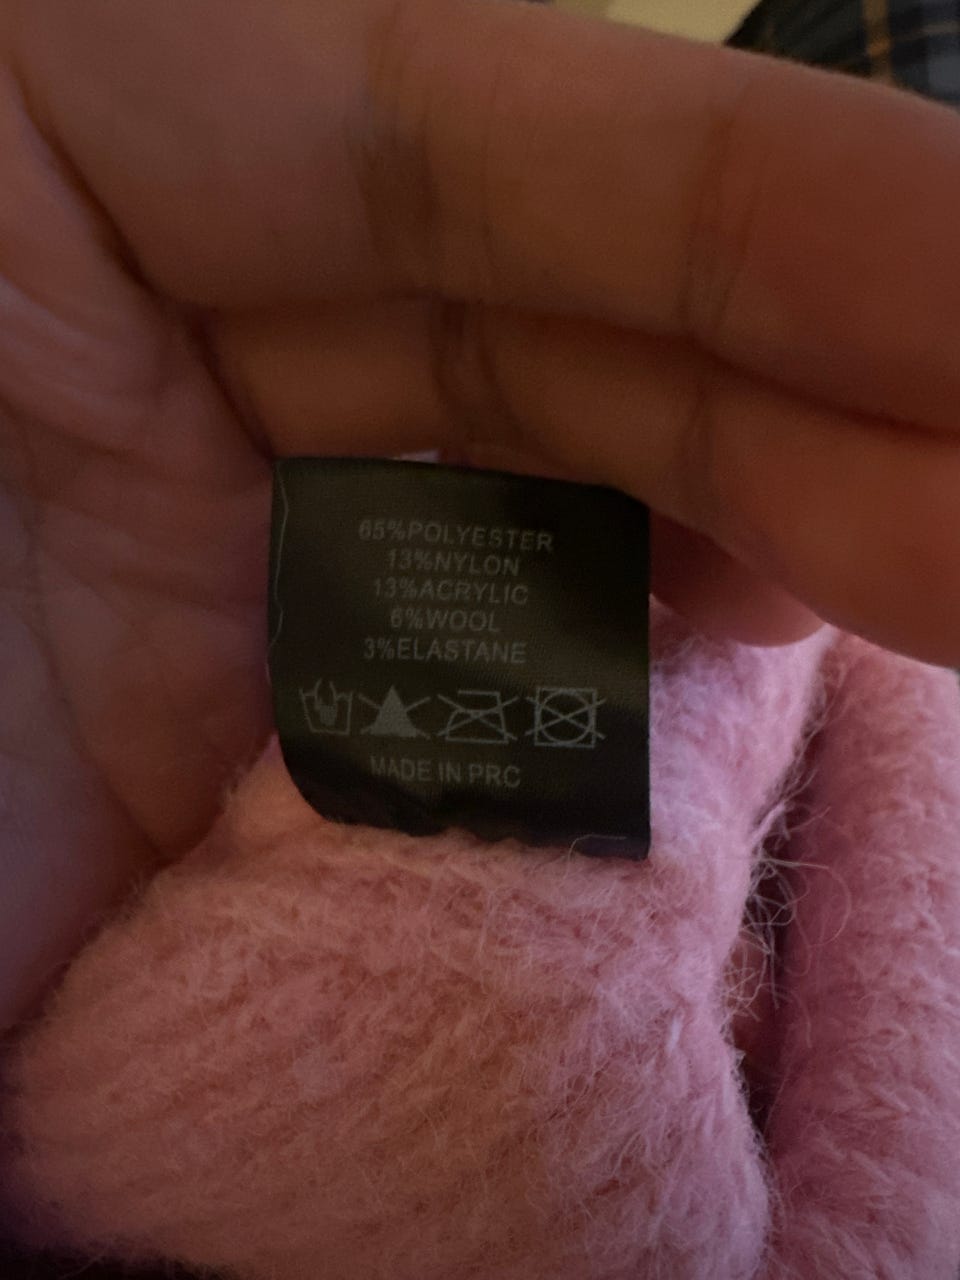 65%POLYESTER
13%NYLON
13%ACRYLIC
6%WOOL
3%ELASTANE
MADE IN PRC